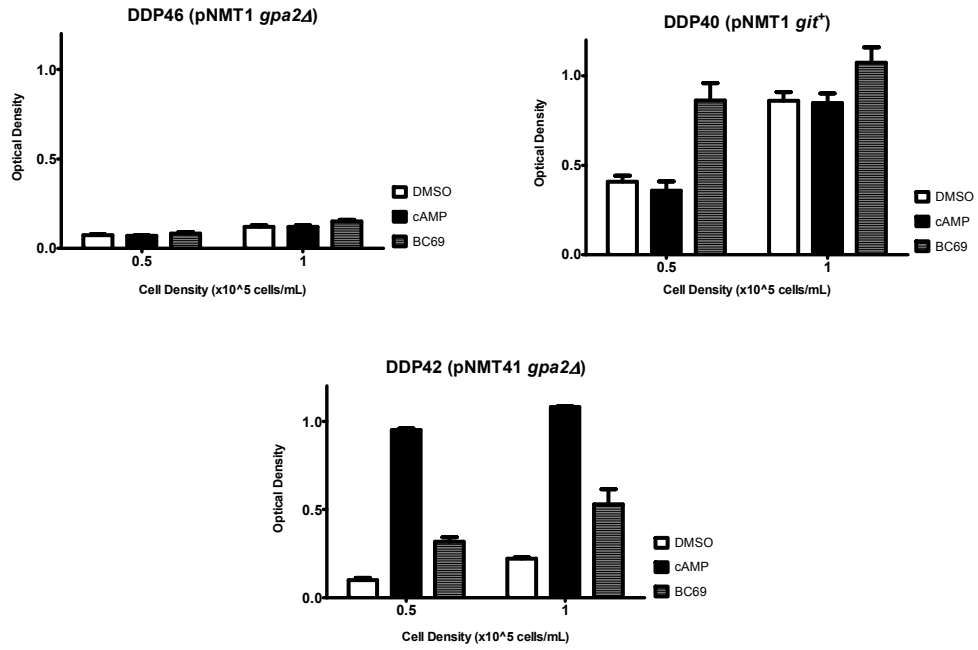 DDP46 (pNMT1 gpa2Δ)
1.0
0.5
0.0
Optical Density
0.5
1
Cell Density (x10^5 cells/mL)
DMSO
cAMP
BC69
DDP40 (pNMT1 git⁺)
1.0
0.5
0.0
Optical Density
0.5
1
Cell Density (x10^5 cells/mL)
DMSO
cAMP
BC69
DDP42 (pNMT41 gpa2Δ)
1.0
0.5
0.0
Optical Density
0.5
1
Cell Density (x10^5 cells/mL)
DMSO
cAMP
BC69